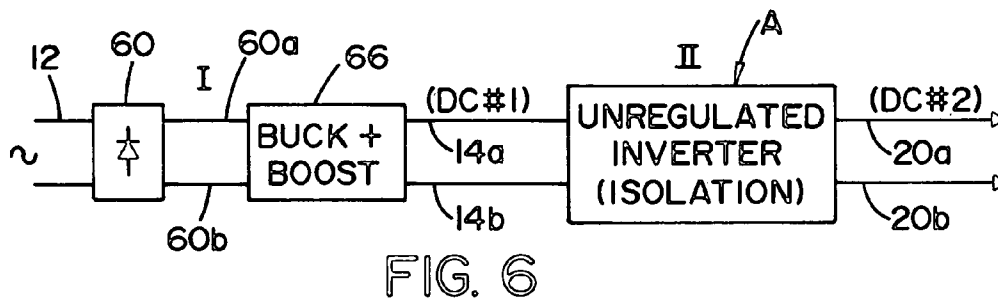 12
60
I
60a
66
(DC#1)
II
A
(DC#2)
~
BUCK +
BOOST
14a
UNREGULATED
INVERTER
(ISOLATION)
20a
60b
14b
20b
FIG. 6